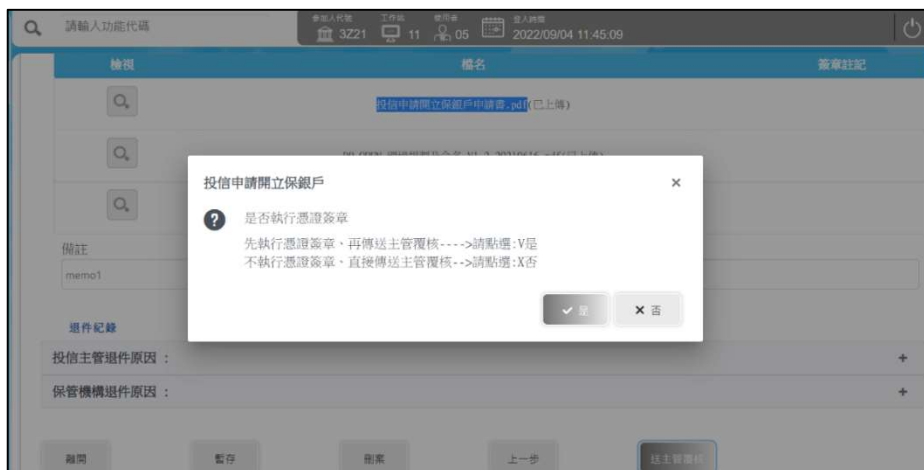 請輸入功能代碼
參加人代號 工作站 使用者 登入時間
3Z21 11 05 2022/09/04 11:45:09
檢視 檔名 簽章註記
投信申請開立保銀戶申請書.pdf(已上傳)
投信申請開立保銀戶 ×
是否執行憑證簽章
先執行憑證簽章、再傳送主管覆核---->請點選:V是
不執行憑證簽章、直接傳送主管覆核-->請點選:X否
是 否
備註
memo1
退件紀錄
投信主管退件原因 : +
保管機構退件原因 : +
離開 暫存 刪案 上一步 送主管覆核